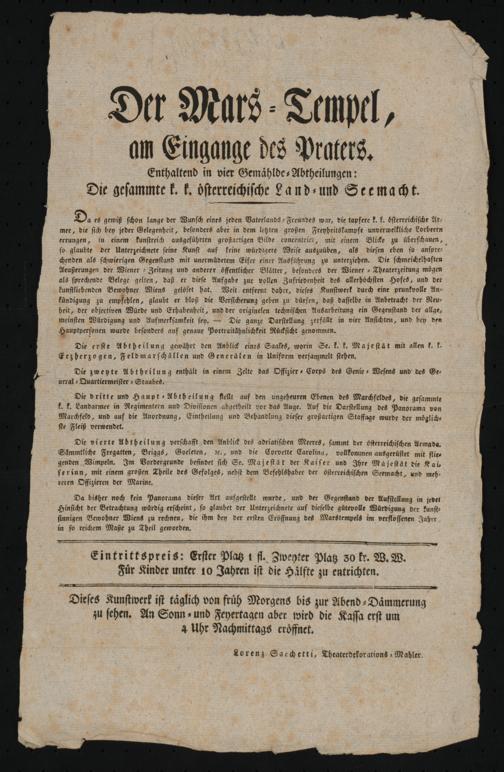 Der Mars-Tempel,
am Eingange des Praters.
Enthaltend in vier Gemählde-Abtheilungen:
Die gesammte k. k. österreichische Land- und Seemacht.
Da es gewiß schon lange der Wunsch eines jeden Vaterlands-Freundes war, die tapfere k. k. österreichische Ar-
mee, die sich bey jeder Gelegenheit, besonders aber in dem letzten großen Freyheitskampfe unverwelkliche Lorbeern
errungen, in einem kunstreich ausgeführten großartigen Bilde concentrirt, mit einem Blicke zu überschauen,
so glaubte der Unterzeichnete seine Kunst auf keine würdigere Weise auszuüben, als diesen eben so anspre-
chenden als schwierigen Gegenstand mit unermüdetem Eifer einer Ausführung zu unterziehen. Die schmeichelhaften
Aeußerungen der Wiener-Zeitung und anderer öffentlicher Blätter, besonders der Wiener-Theaterzeitung mögen
als sprechende Belege gelten, daß er diese Aufgabe zur vollen Zufriedenheit des allerhöchsten Hofes, und der
kunstliebenden Bewohner Wiens gelöset hat. Weit entfernt daher, dieses Kunstwerk durch eine prunkvolle An-
kündigung zu empfehlen, glaubt er bloß die Versicherung geben zu dürfen, daß dasselbe in Anbetracht der Neu-
heit, der objectiven Würde und Erhabenheit, und der originellen technischen Ausarbeitung ein Gegenstand der allge-
meinsten Würdigung und Aufmerksamkeit sey. — Die ganze Darstellung zerfällt in vier Ansichten, und bey den
Hauptpersonen wurde besonders auf genaue Porträtähnlichkeit Rücksicht genommen.
Die erste Abtheilung gewährt den Anblick eines Saales, worin Se. k. k. Majestät mit allen k. k.
Erzherzogen, Feldmarschällen und Generälen in Uniform versammelt stehen.
Die zweyte Abtheilung enthält in einem Zelte das Offizier-Corps des Genie-Wesens und des Ge-
neral-Quartiermeister-Staabes.
Die dritte und Haupt-Abtheilung stellt auf den ungeheuren Ebenen des Marchfeldes, die gesammte
k. k. Landarmee in Regimentern und Divisionen abgetheilt vor das Auge. Auf die Darstellung des Panorama von
Marchfeld, und auf die Anordnung, Eintheilung und Behandlung dieser großartigen Staffage wurde der möglich-
ste Fleiß verwendet.
Die vierte Abtheilung verschafft den Anblick des adriatischen Meeres, sammt der österreichischen Armada.
Sämmtliche Fregatten, Briggs, Goeleten, rc., und die Corvette Carolina, vollkommen ausgerüstet mit flie-
genden Wimpeln. Im Vordergrunde befindet sich Se. Majestät der Kaiser und Ihre Majestät die Kai-
serinn, mit einem großen Theile des Gefolges, nebst dem Befehlshaber der österreichischen Seemacht, und meh-
reren Offizieren der Marine.
Da bisher noch kein Panorama dieser Art aufgestellt wurde, und der Gegenstand der Aufstellung in jeder
Hinsicht der Betrachtung würdig erscheint, so glaubet der Unterzeichnete auf dieselbe gütevolle Würdigung der kunst-
sinnigen Bewohner Wiens zu rechnen, die ihm bey der ersten Eröffnung des Marstempels im verflossenen Jahre
in so reichem Maße zu Theil geworden.
Eintrittspreis: Erster Platz 1 fl. Zweyter Platz 30 kr. W. W.
Für Kinder unter 10 Jahren ist die Hälfte zu entrichten.
Dieses Kunstwerk ist täglich von früh Morgens bis zur Abend-Dämmerung
zu sehen. An Sonn- und Feyertagen aber wird die Kassa erst um
4 Uhr Nachmittags eröffnet.
Lorenz Sacchetti, Theaterdekorations-Mahler.